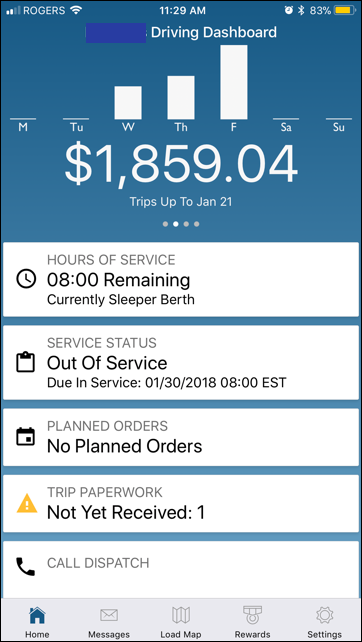 ROGERS 11:29 AM 83%
Driving Dashboard
M Tu W Th F Sa Su
$1,859.04
Trips Up To Jan 21
HOURS OF SERVICE
08:00 Remaining
Currently Sleeper Berth
SERVICE STATUS
Out Of Service
Due In Service: 01/30/2018 08:00 EST
PLANNED ORDERS
No Planned Orders
TRIP PAPERWORK
Not Yet Received: 1
CALL DISPATCH
Home Messages Load Map Rewards Settings